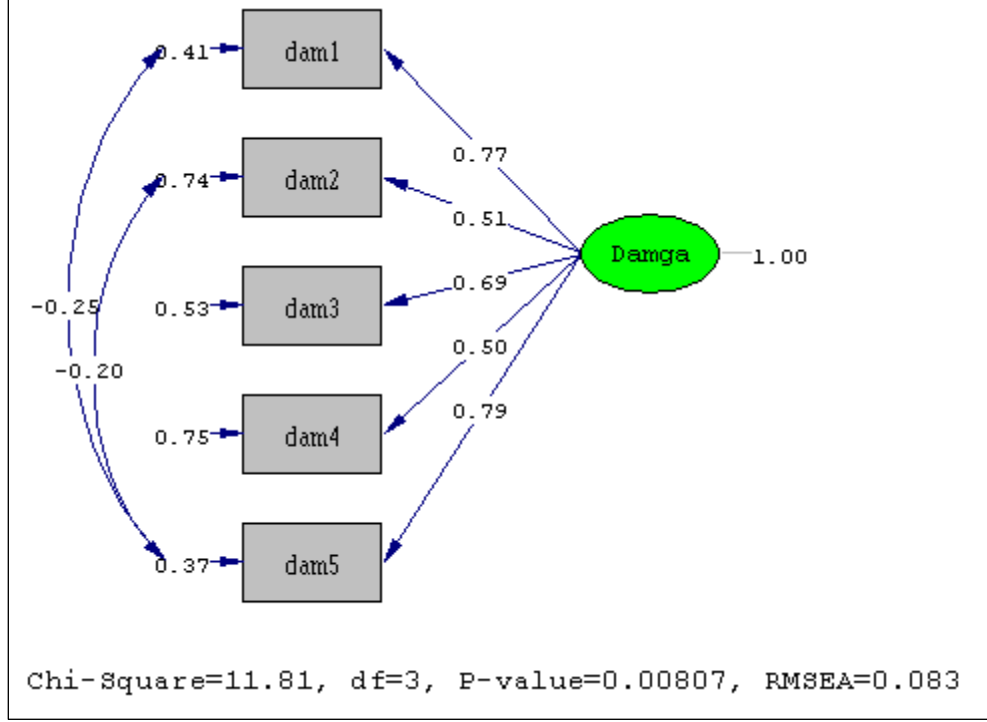 0.41 dam1
0.77
0.74 dam2
0.51
Damga 1.00
0.69
-0.25 0.53 dam3
0.50
-0.20
0.79
0.75 dam4
0.37 dam5
Chi-Square=11.81, df=3, P-value=0.00807, RMSEA=0.083